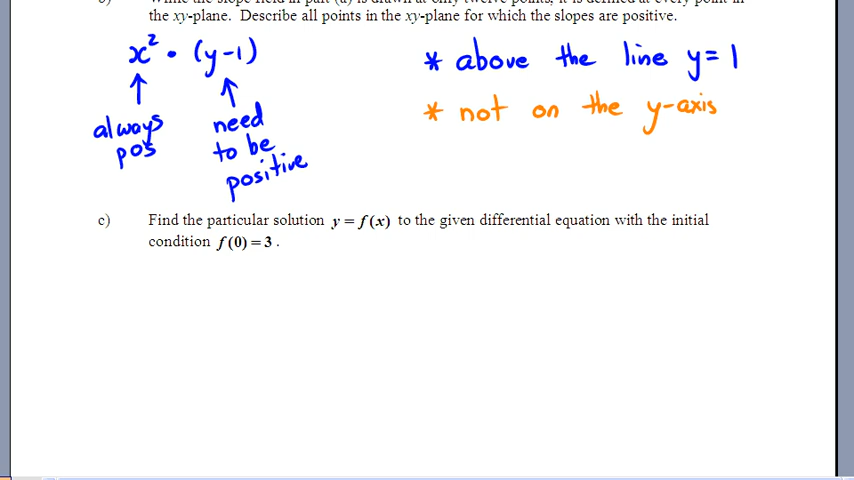 the xy-plane. Describe all points in the xy-plane for which the slopes are positive.
x² • (y-1)
always pos
need to be positive
* above the line y=1
* not on the y-axis
c) Find the particular solution y = f(x) to the given differential equation with the initial
condition f(0) = 3 .